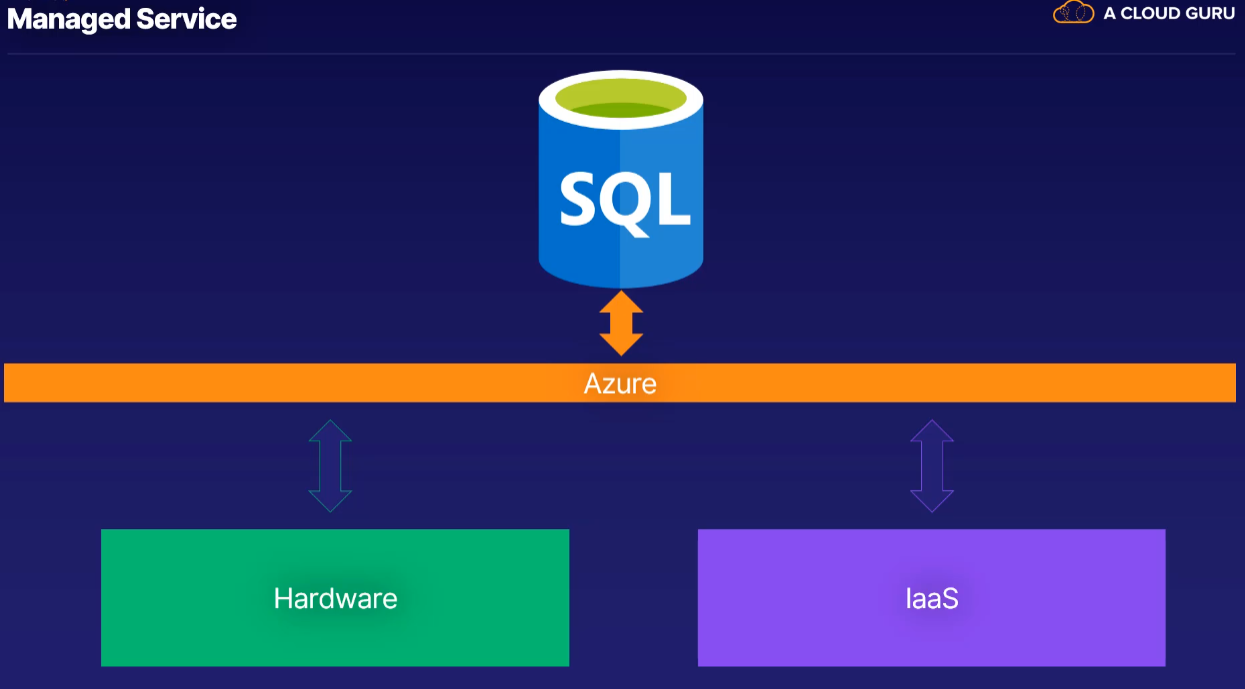 Managed Service
A CLOUD GURU
SQL
Azure
Hardware
IaaS